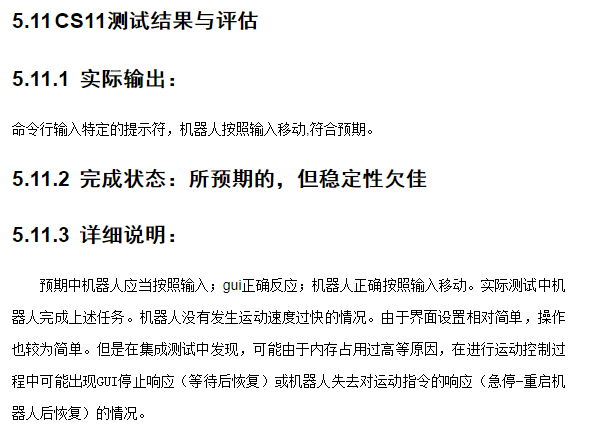 5.11 CS11测试结果与评估
5.11.1 实际输出：
命令行输入特定的提示符，机器人按照输入移动,符合预期。
5.11.2 完成状态：所预期的，但稳定性欠佳
5.11.3 详细说明：
预期中机器人应当按照输入；gui正确反应；机器人正确按照输入移动。实际测试中机
器人完成上述任务。机器人没有发生运动速度过快的情况。由于界面设置相对简单，操作
也较为简单。但是在集成测试中发现，可能由于内存占用过高等原因，在进行运动控制过
程中可能出现GUI停止响应（等待后恢复）或机器人失去对运动指令的响应（急停-重启机
器人后恢复）的情况。